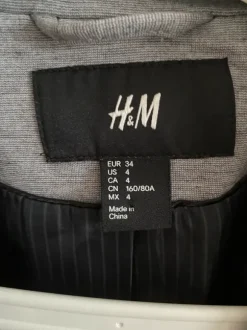 H&M
EUR 34
US 4
CA 4
CN 160/80A
MX 4
Made in
China